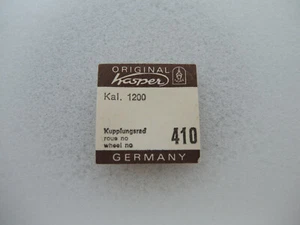 ORIGINAL
Kasper
Kal. 1200
Kupplungsrad
roue no
wheel no
410
GERMANY